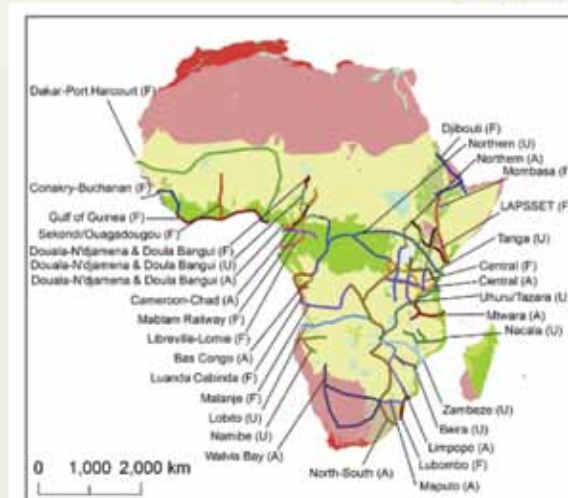 Dakar-Port Harcourt (F)
Conakry-Buchanan (F)
Gulf of Guinea (F)
Sekondi/Ouagadougou (F)
Douala-N'djamena & Doula Bangui (F)
Douala-N'djamena & Doula Bangui (U)
Douala-N'djamena & Doula Bangui (A)
Cameroon-Chad (A)
Mablam Railway (F)
Libreville-Lomie (F)
Bas Congo (A)
Luanda Cabinda (F)
Malanje (F)
Lobito (U)
Namibe (U)
Walvis Bay (A)
North-South (A)
Djibouti (F)
Northern (U)
Northern (A)
Mombasa (F)
LAPSSET (F)
Tanga (U)
Central (F)
Central (A)
Uhuru/Tazara (U)
Mtwara (A)
Nacala (U)
Zambeze (U)
Beira (U)
Limpopo (A)
Lubombo (F)
Maputo (A)
0 1,000 2,000 km